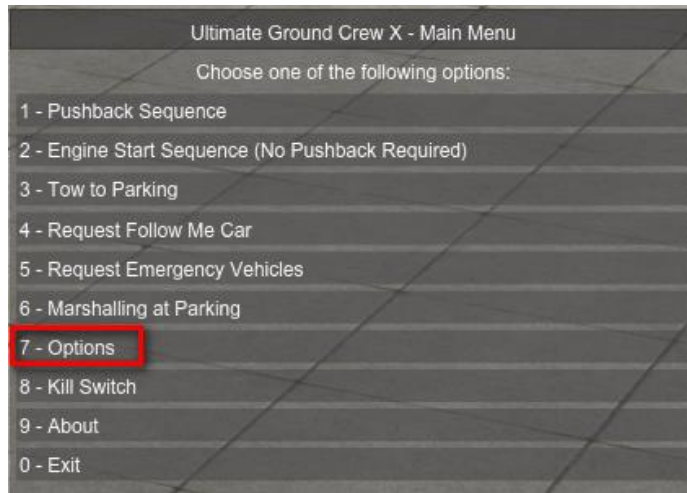 Ultimate Ground Crew X - Main Menu
Choose one of the following options:
1 - Pushback Sequence
2 - Engine Start Sequence (No Pushback Required)
3 - Tow to Parking
4 - Request Follow Me Car
5 - Request Emergency Vehicles
6 - Marshalling at Parking
7 - Options
8 - Kill Switch
9 - About
0 - Exit